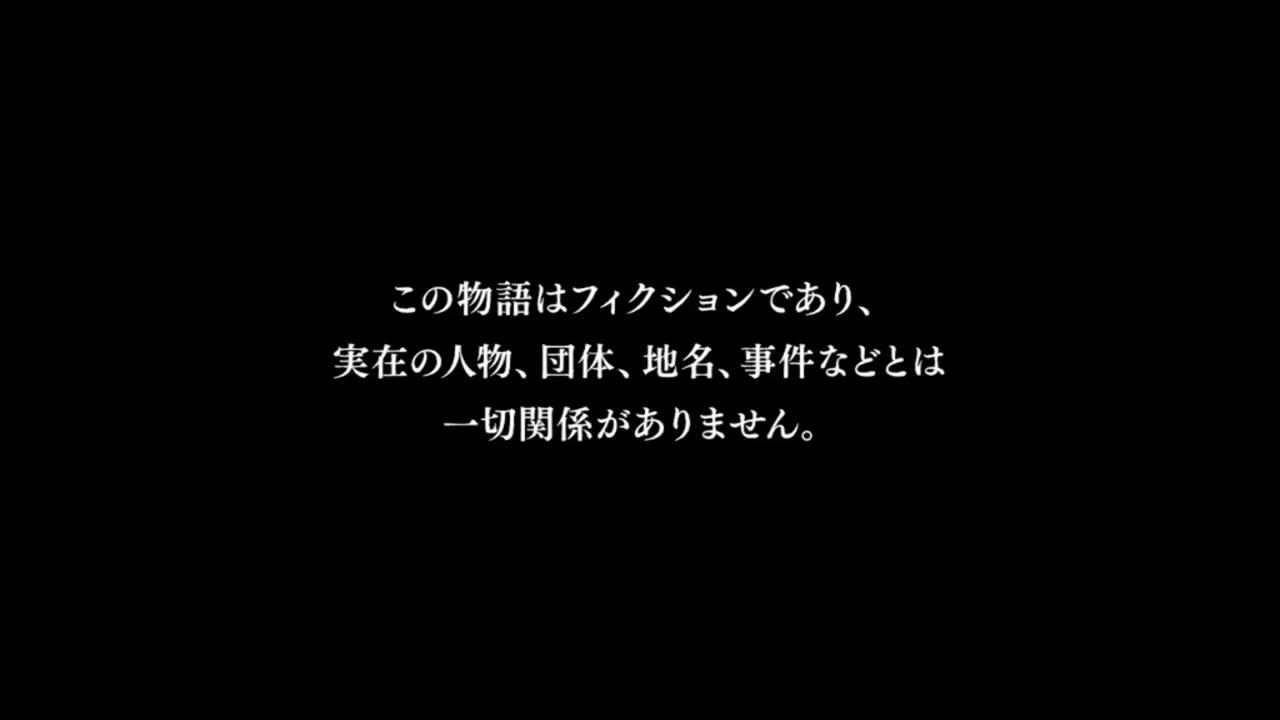 この物語はフィクションであり、
実在の人物、団体、地名、事件などとは
一切関係がありません。